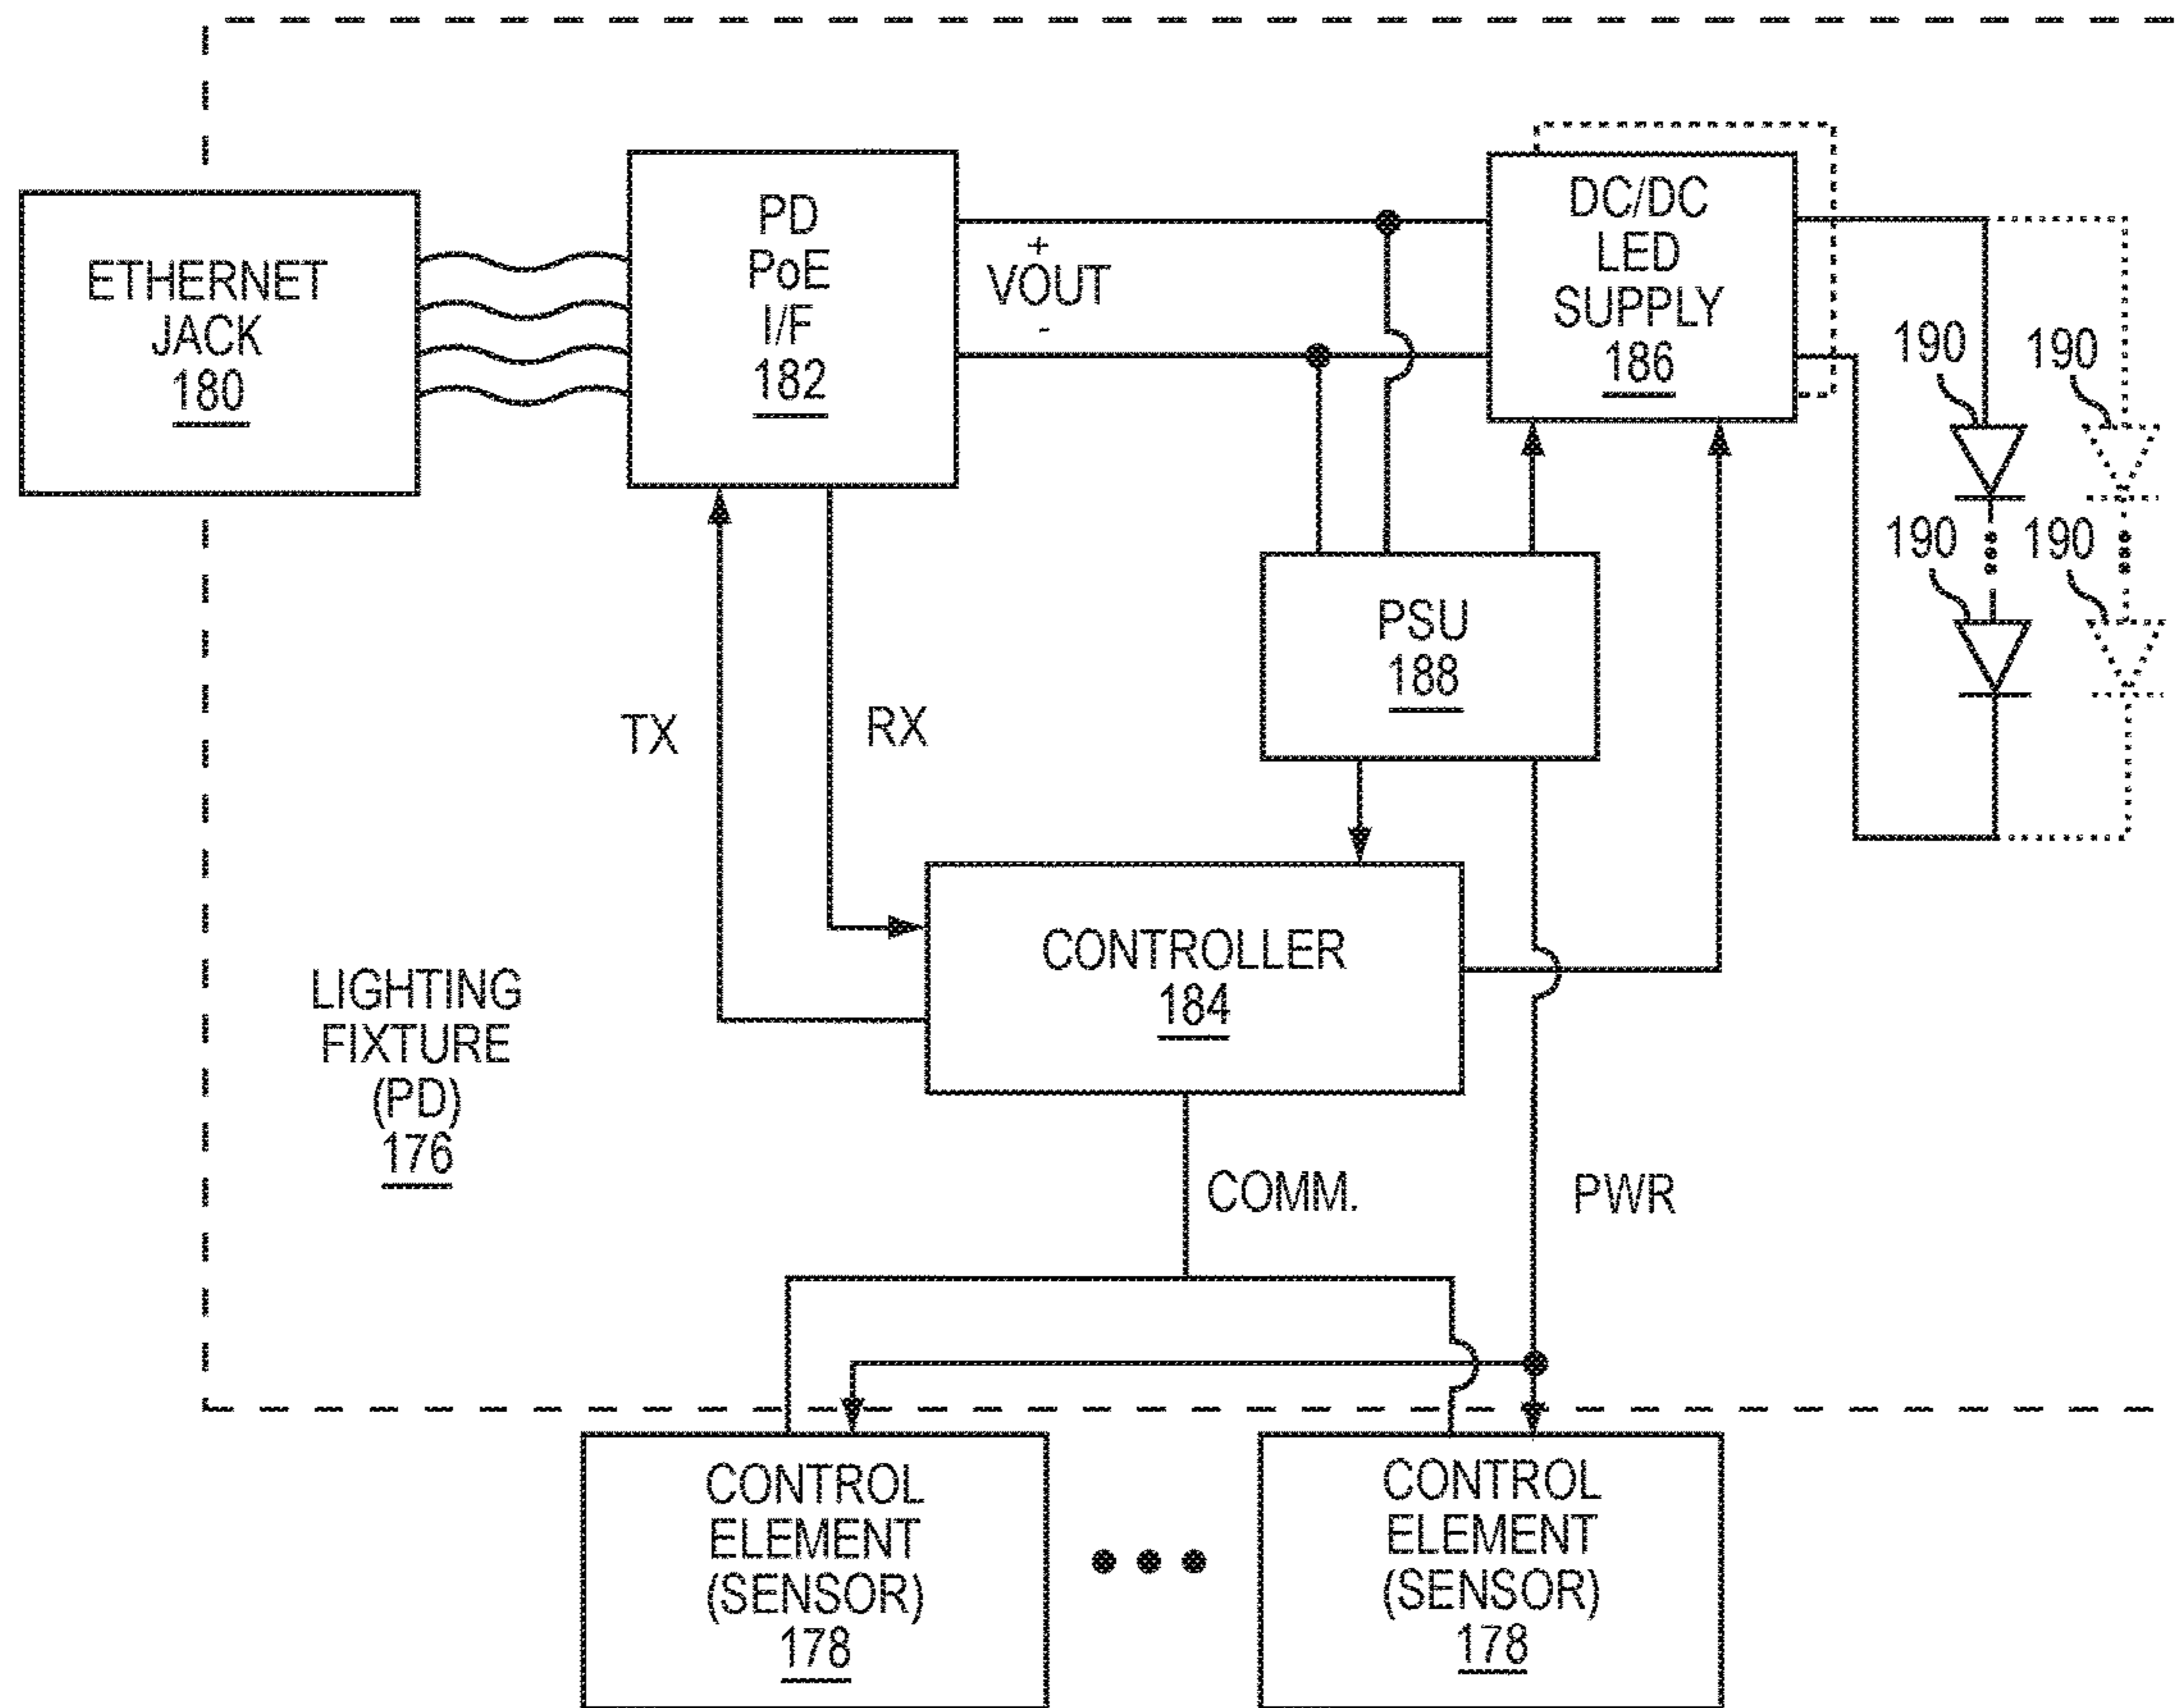 ETHERNET
JACK
180
PD
PoE
I/F
182
+
VOUT
-
DC/DC
LED
SUPPLY
186
190
190
190
190
PSU
188
TX
RX
CONTROLLER
184
LIGHTING
FIXTURE
(PD)
176
COMM.
PWR
CONTROL
ELEMENT
(SENSOR)
178
CONTROL
ELEMENT
(SENSOR)
178